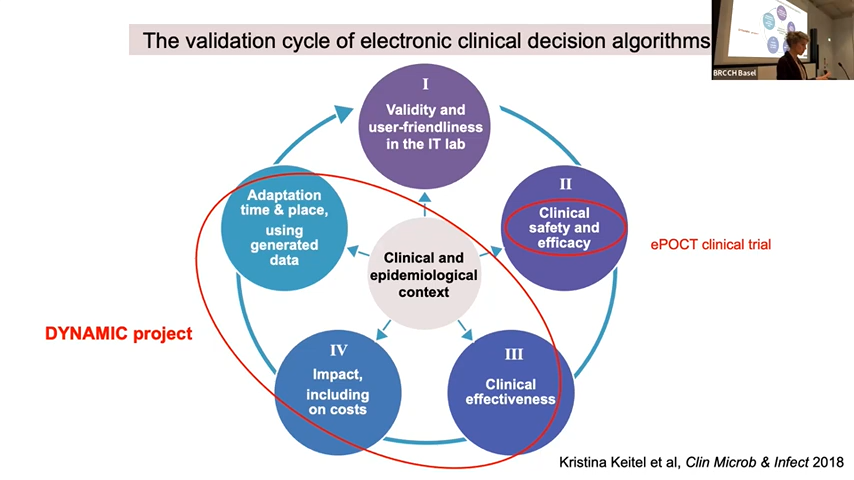 The validation cycle of electronic clinical decision algorithms
BRCCH Basel
I
Validity and
user-friendliness
in the IT lab
Adaptation
time & place,
using
generated
data
II
Clinical
safety and
efficacy
ePOCT clinical trial
Clinical and
epidemiological
context
DYNAMIC project
IV
Impact,
including
on costs
III
Clinical
effectiveness
Kristina Keitel et al, Clin Microb & Infect 2018